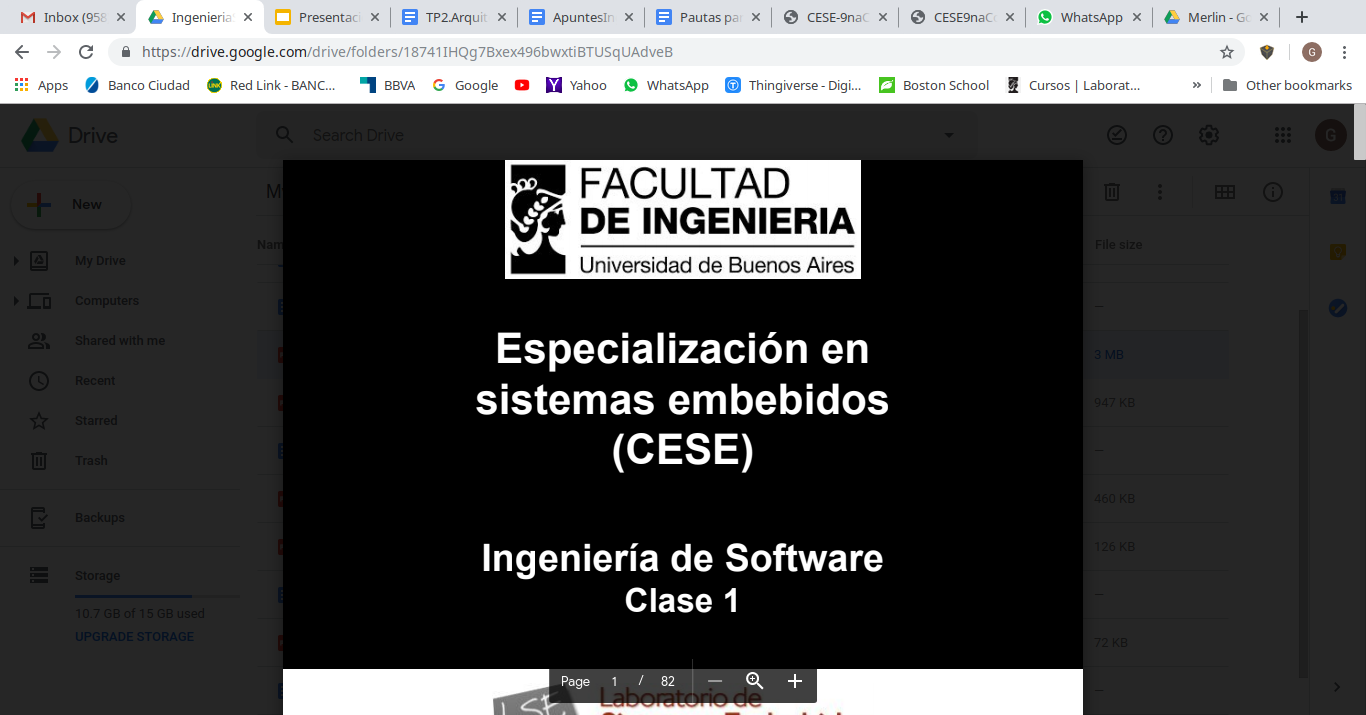 Inbox (958
Ingenieria
Presentaci
TP2.Arquit
ApuntesIn
Pautas par
CESE-9naC
CESE9naCo
WhatsApp
Merlin - Go
https://drive.google.com/drive/folders/18741IHQg7Bxex496bwxtiBTUSqUAdveB
G
Apps
Banco Ciudad
Red Link - BANC...
BBVA
Google
Yahoo
WhatsApp
Thingiverse - Digi...
Boston School
Cursos | Laborat...
»
Other bookmarks
Drive
Search Drive
G
New
My Drive
Computers
Shared with me
Recent
Starred
Trash
Backups
Storage
10.7 GB of 15 GB used
UPGRADE STORAGE
File size
—
3 MB
947 KB
—
460 KB
126 KB
—
72 KB
—
FACULTAD
DE INGENIERIA
Universidad de Buenos Aires
Especialización en
sistemas embebidos
(CESE)
Ingeniería de Software
Clase 1
Page 1 / 82
Laboratorio de